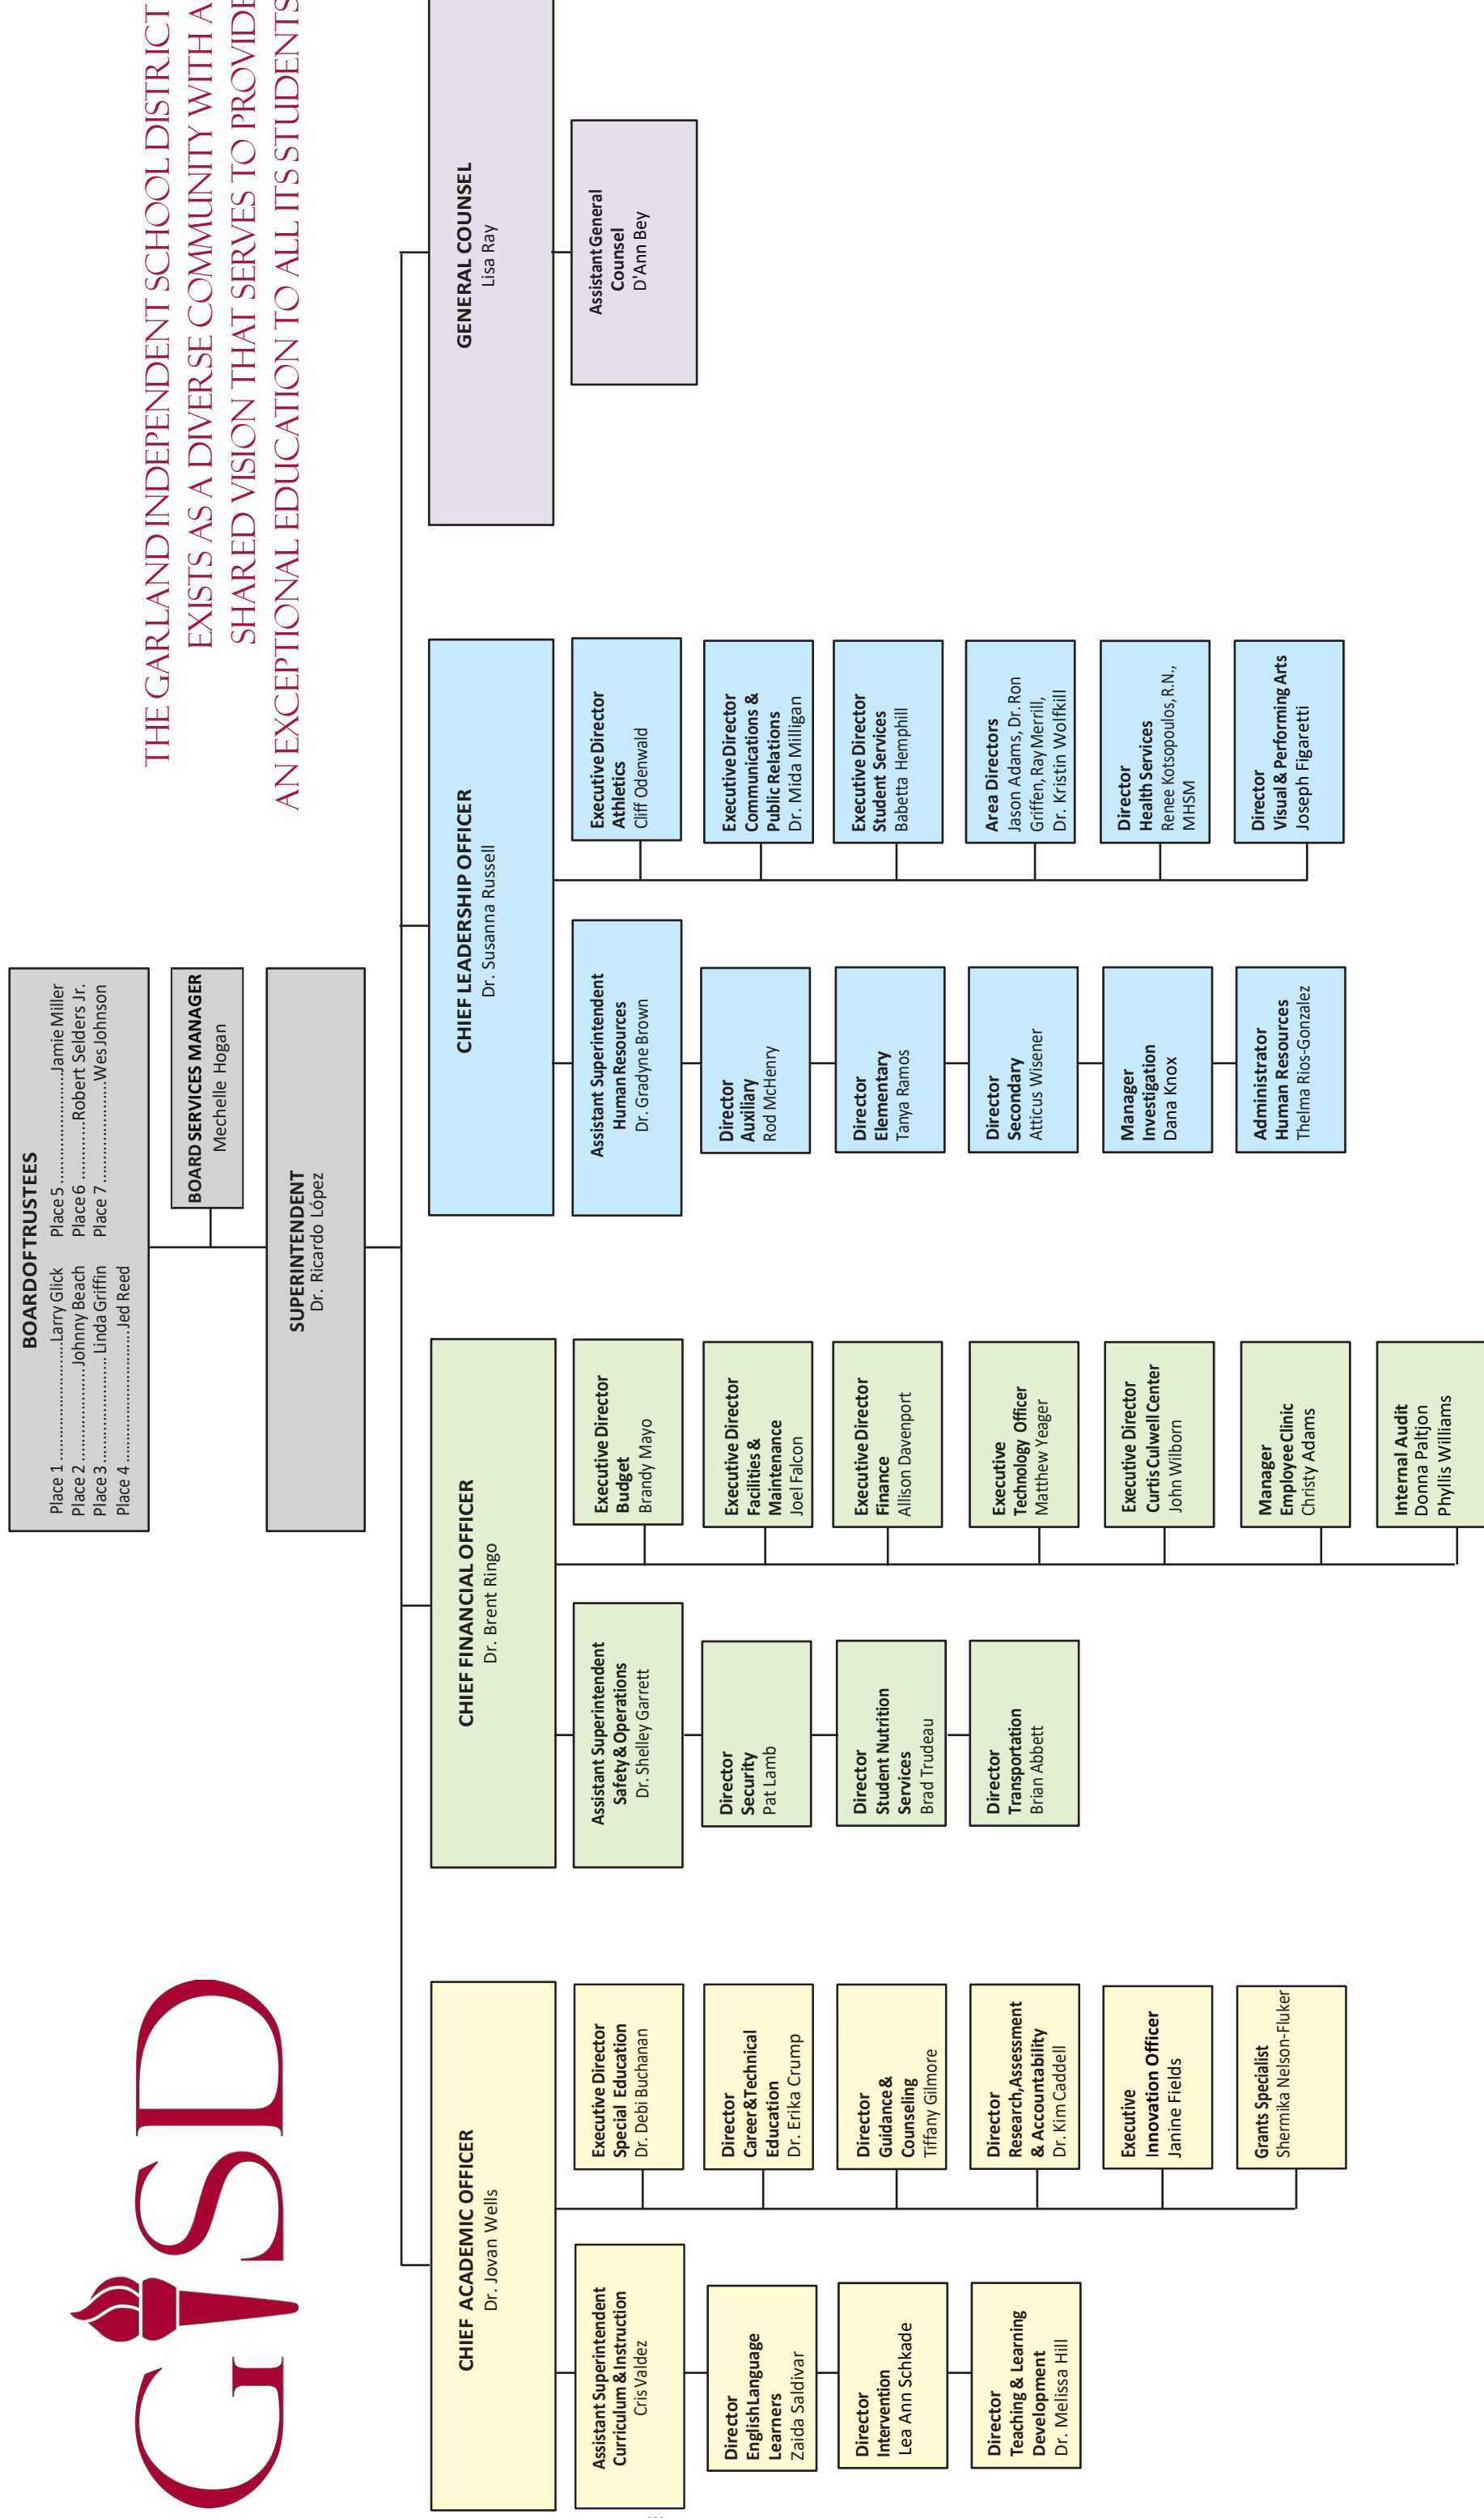 GISD
BOARDOFTRUSTEES
Place 1 ........................Larry Glick
Place 2 ........................Johnny Beach
Place 3 ........................Linda Griffin
Place 4 ........................Jed Reed
Place 5 ........................Jamie Miller
Place 6 ............Robert Selders Jr.
Place 7 ......................Wes Johnson
BOARD SERVICES MANAGER
Mechelle Hogan
SUPERINTENDENT
Dr. Ricardo López
THE GARLAND INDEPENDENT SCHOOL DISTRICT
EXISTS AS A DIVERSE COMMUNITY WITH A
SHARED VISION THAT SERVES TO PROVIDE
AN EXCEPTIONAL EDUCATION TO ALL ITS STUDENTS
CHIEF ACADEMIC OFFICER
Dr. Jovan Wells
Assistant Superintendent
Curriculum & Instruction
Cris Valdez
Director
English Language
Learners
Zaida Saldivar
Director
Intervention
Lea Ann Schkade
Director
Teaching & Learning
Development
Dr. Melissa Hill
Executive Director
Special Education
Dr. Debi Buchanan
Director
Career & Technical
Education
Dr. Erika Crump
Director
Guidance &
Counseling
Tiffany Gilmore
Director
Research, Assessment
& Accountability
Dr. Kim Caddell
Executive
Innovation Officer
Janine Fields
Grants Specialist
Shermika Nelson-Fluker
CHIEF FINANCIAL OFFICER
Dr. Brent Ringo
Assistant Superintendent
Safety & Operations
Dr. Shelley Garrett
Director
Security
Pat Lamb
Director
Student Nutrition
Services
Brad Trudeau
Director
Transportation
Brian Abbett
Executive Director
Budget
Brandy Mayo
Executive Director
Facilities &
Maintenance
Joel Falcon
Executive Director
Finance
Allison Davenport
Executive
Technology Officer
Matthew Yeager
Executive Director
Curtis Culwell Center
John Wilborn
Manager
Employee Clinic
Christy Adams
Internal Audit
Donna Paltjon
Phyllis Williams
CHIEF LEADERSHIP OFFICER
Dr. Susanna Russell
Assistant Superintendent
Human Resources
Dr. Gradyne Brown
Director
Auxiliary
Rod McHenry
Director
Elementary
Tanya Ramos
Director
Secondary
Atticus Wisener
Manager
Investigation
Dana Knox
Administrator
Human Resources
Thelma Rios-Gonzalez
Executive Director
Athletics
Cliff Odenwald
Executive Director
Communications &
Public Relations
Dr. Mida Milligan
Executive Director
Student Services
Babetta Hemphill
Area Directors
Jason Adams, Dr. Ron
Griffen, Ray Merrill,
Dr. Kristin Wolfkill
Director
Health Services
Renee Kotsopoulos, R.N.,
MHSM
Director
Visual & Performing Arts
Joseph Figaretti
GENERAL COUNSEL
Lisa Ray
Assistant General
Counsel
D'Ann Bey